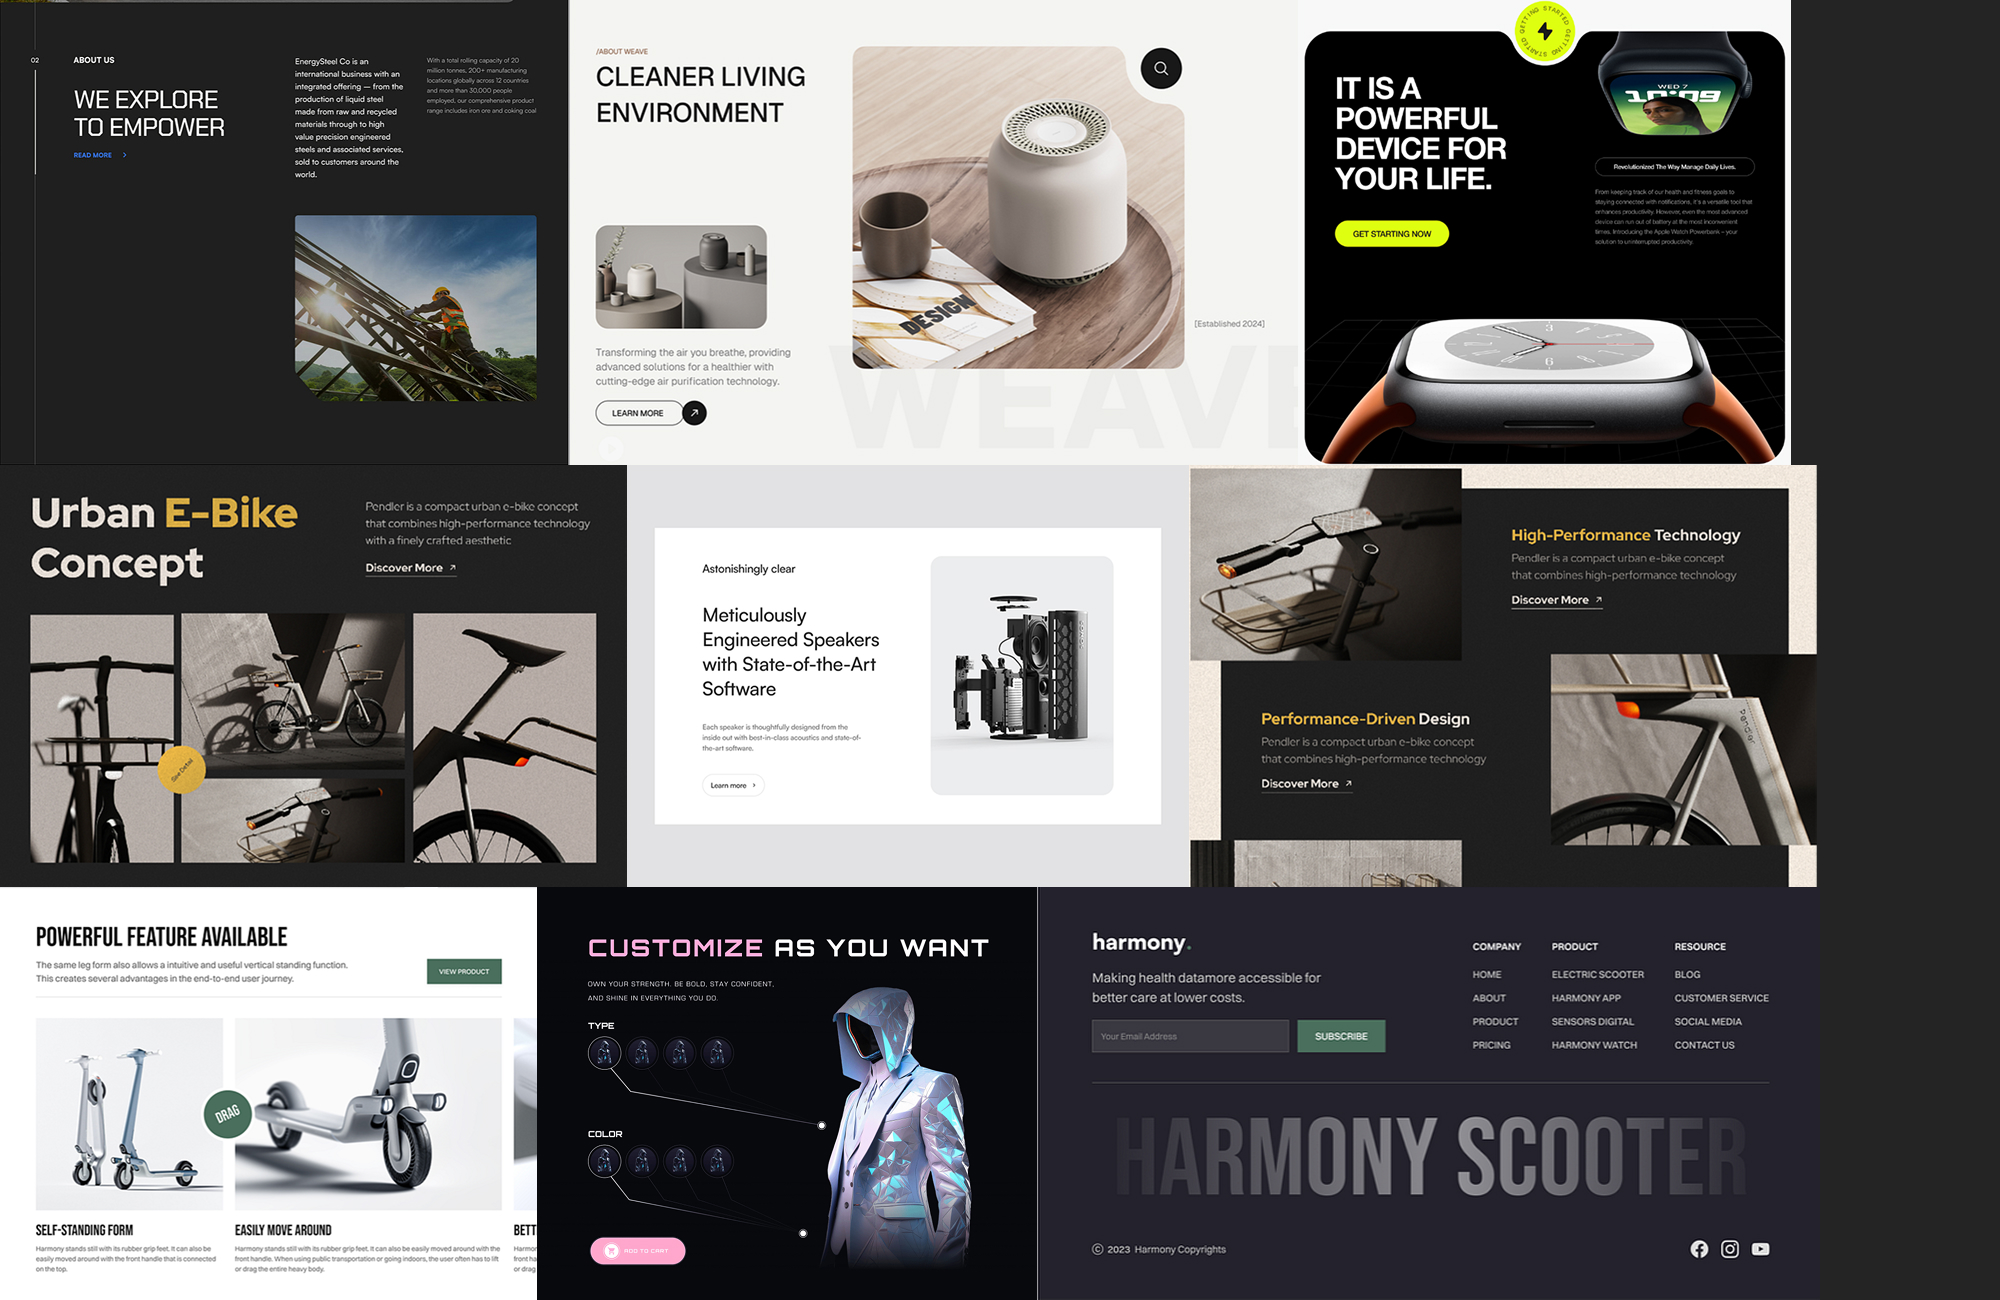 02
ABOUT US
WE EXPLORE
TO EMPOWER
READ MORE
EnergySteel Co is an
international business with an
integrated offering — from the
production of liquid steel
made from raw and recycled
materials through to high
value precision engineered
steels and associated services,
sold to customers around the
world.
With a total rolling capacity of 20
million tonnes, 200+ manufacturing
locations globally across 12 countries
and more than 30,000 people
employed, our comprehensive product
range includes iron ore and coking coal
/ABOUT WEAVE
CLEANER LIVING
ENVIRONMENT
DESIGN
[Established 2024]
Transforming the air you breathe, providing
advanced solutions for a healthier with
cutting-edge air purification technology.
LEARN MORE
WEAVE
GETTING STARTED GETTING STARTED
IT IS A
POWERFUL
DEVICE FOR
YOUR LIFE.
GET STARTING NOW
WED 7
10:09
Revolutionized The Way Manage Daily Lives.
From keeping track of our health and fitness goals to
staying connected with notifications, it's a versatile tool that
enhances productivity. However, even the most advanced
device can run out of battery at the most inconvenient
times. Introducing the Apple Watch Powerbank – your
solution to uninterrupted productivity.
3
6
Urban E-Bike
Concept
Pendler is a compact urban e-bike concept
that combines high-performance technology
with a finely crafted aesthetic
Discover More
See Detail
Astonishingly clear
Meticulously
Engineered Speakers
with State-of-the-Art
Software
Each speaker is thoughtfully designed from the
inside out with best-in-class acoustics and state-of-
the-art software.
Learn more
High-Performance Technology
Pendler is a compact urban e-bike concept
that combines high-performance technology
Discover More
Performance-Driven Design
Pendler is a compact urban e-bike concept
that combines high-performance technology
Discover More
POWERFUL FEATURE AVAILABLE
The same leg form also allows a intuitive and useful vertical standing function.
This creates several advantages in the end-to-end user journey.
VIEW PRODUCT
DRAG
SELF-STANDING FORM
Harmony stands still with its rubber grip feet. It can also be
easily moved around with the front handle that is connected
on the top.
EASILY MOVE AROUND
Harmony stands still with its rubber grip feet. It can also be easily moved around with the
front handle. When using public transportation or going indoors, the user often has to lift
or drag the entire heavy body.
BETT
Harmor
front ha
or drag
CUSTOMIZE AS YOU WANT
OWN YOUR STRENGTH. BE BOLD, STAY CONFIDENT,
AND SHINE IN EVERYTHING YOU DO.
TYPE
COLOR
ADD TO CART
harmony.
Making health datamore accessible for
better care at lower costs.
Your Email Address
SUBSCRIBE
COMPANY
HOME
ABOUT
PRODUCT
PRICING
PRODUCT
ELECTRIC SCOOTER
HARMONY APP
SENSORS DIGITAL
HARMONY WATCH
RESOURCE
BLOG
CUSTOMER SERVICE
SOCIAL MEDIA
CONTACT US
HARMONY SCOOTER
© 2023 Harmony Copyrights